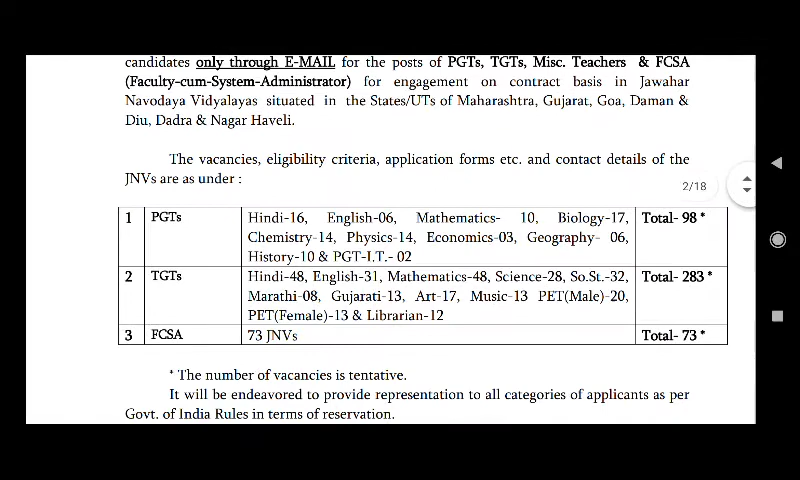 candidates only through E-MAIL for the posts of PGTs, TGTs, Misc. Teachers & FCSA
(Faculty-cum-System-Administrator) for engagement on contract basis in Jawahar
Navodaya Vidyalayas situated in the States/UTs of Maharashtra, Gujarat, Goa, Daman &
Diu, Dadra & Nagar Haveli.
The vacancies, eligibility criteria, application forms etc. and contact details of the
JNVs are as under :
2/18
1 PGTs Hindi-16, English-06, Mathematics- 10, Biology-17, Total- 98 *
Chemistry-14, Physics-14, Economics-03, Geography- 06,
History-10 & PGT-I.T.- 02
2 TGTs Hindi-48, English-31, Mathematics-48, Science-28, So.St.-32, Total- 283 *
Marathi-08, Gujarati-13, Art-17, Music-13 PET(Male)-20,
PET(Female)-13 & Librarian-12
3 FCSA 73 JNVs Total- 73 *
* The number of vacancies is tentative.
It will be endeavored to provide representation to all categories of applicants as per
Govt. of India Rules in terms of reservation.